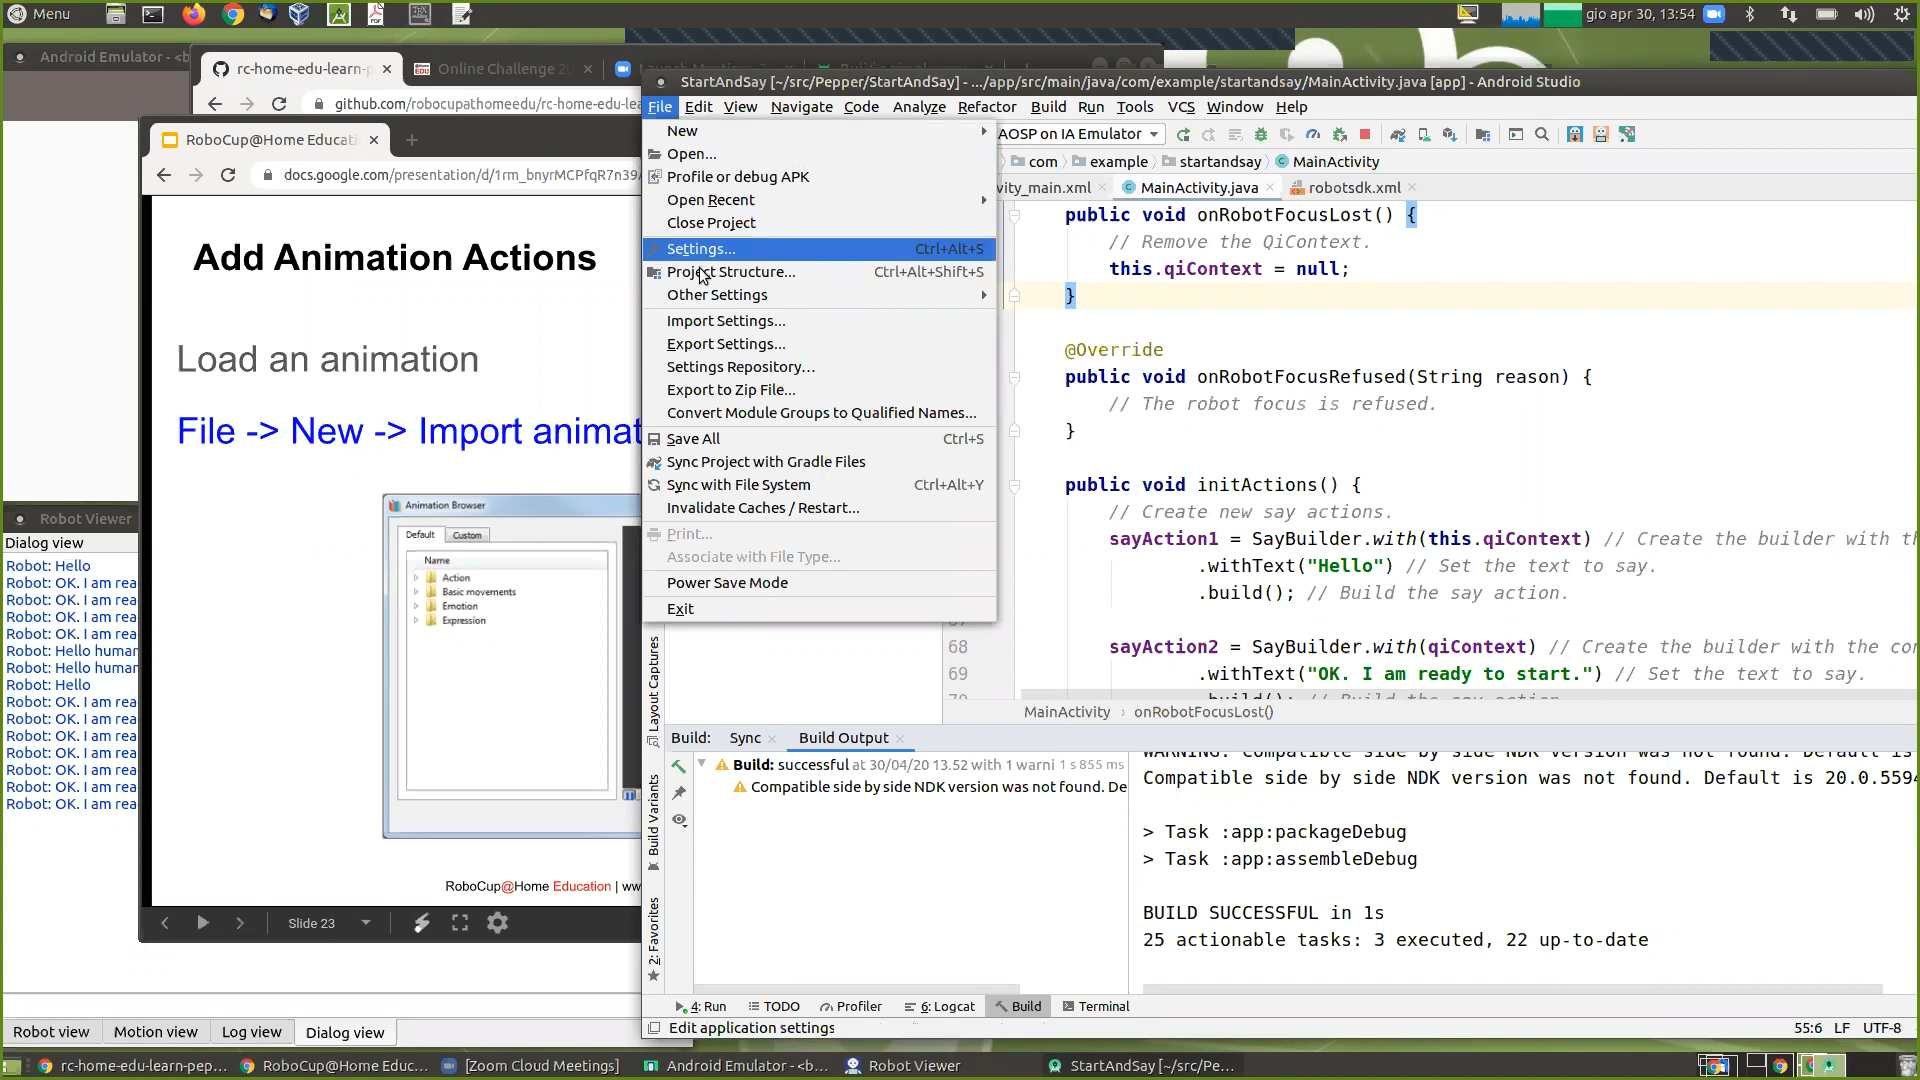 Menu
gio apr 30, 13:54
Android Emulator - <b
rc-home-edu-learn-p
Online Challenge 20
StartAndSay [~/src/Pepper/StartAndSay] - .../app/src/main/java/com/example/startandsay/MainActivity.java [app] - Android Studio
github.com/robocupathomeedu/rc-home-edu-le
File Edit View Navigate Code Analyze Refactor Build Run Tools VCS Window Help
RoboCup@Home Educati
docs.google.com/presentation/d/1rm_bnyrMCPfqR7n39
Add Animation Actions
Load an animation
File -> New -> Import animat
Animation Browser
Default Custom
Name
Action
Basic movements
Emotion
Expression
RoboCup@Home Education | ww
Slide 23
Robot Viewer
Dialog view
Robot: Hello
Robot: OK. I am rea
Robot: OK. I am rea
Robot: OK. I am rea
Robot: OK. I am rea
Robot: Hello human
Robot: Hello human
Robot: Hello
Robot: OK. I am rea
Robot: OK. I am rea
Robot: OK. I am rea
Robot: OK. I am rea
Robot: OK. I am rea
Robot: OK. I am rea
Robot: OK. I am rea
Robot view Motion view Log view Dialog view
New
Open...
Profile or debug APK
Open Recent
Close Project
Settings... Ctrl+Alt+S
Project Structure... Ctrl+Alt+Shift+S
Other Settings
Import Settings...
Export Settings...
Settings Repository...
Export to Zip File...
Convert Module Groups to Qualified Names...
Save All Ctrl+S
Sync Project with Gradle Files
Sync with File System Ctrl+Alt+Y
Invalidate Caches / Restart...
Print...
Associate with File Type...
Power Save Mode
Exit
AOSP on IA Emulator
com example startandsay MainActivity
vity_main.xml MainActivity.java robotsdk.xml
public void onRobotFocusLost() {
// Remove the QiContext.
this.qiContext = null;
}
@Override
public void onRobotFocusRefused(String reason) {
// The robot focus is refused.
}
public void initActions() {
// Create new say actions.
sayAction1 = SayBuilder.with(this.qiContext) // Create the builder with th
.withText("Hello") // Set the text to say.
.build(); // Build the say action.
68 sayAction2 = SayBuilder.with(qiContext) // Create the builder with the co
69 .withText("OK. I am ready to start.") // Set the text to say.
MainActivity › onRobotFocusLost()
Layout Captures
Build Variants
2: Favorites
Build: Sync Build Output
Build: successful at 30/04/20 13.52 with 1 warni 1 s 855 ms
Compatible side by side NDK version was not found. De
WARNING: Compatible side by side NDK version was not found. Default is
Compatible side by side NDK version was not found. Default is 20.0.5594
> Task :app:packageDebug
> Task :app:assembleDebug
BUILD SUCCESSFUL in 1s
25 actionable tasks: 3 executed, 22 up-to-date
4: Run TODO Profiler 6: Logcat Build Terminal
Edit application settings
55:6 LF UTF-8
rc-home-edu-learn-pep... RoboCup@Home Educ... [Zoom Cloud Meetings] Android Emulator - <b... Robot Viewer StartAndSay [~/src/Pe...